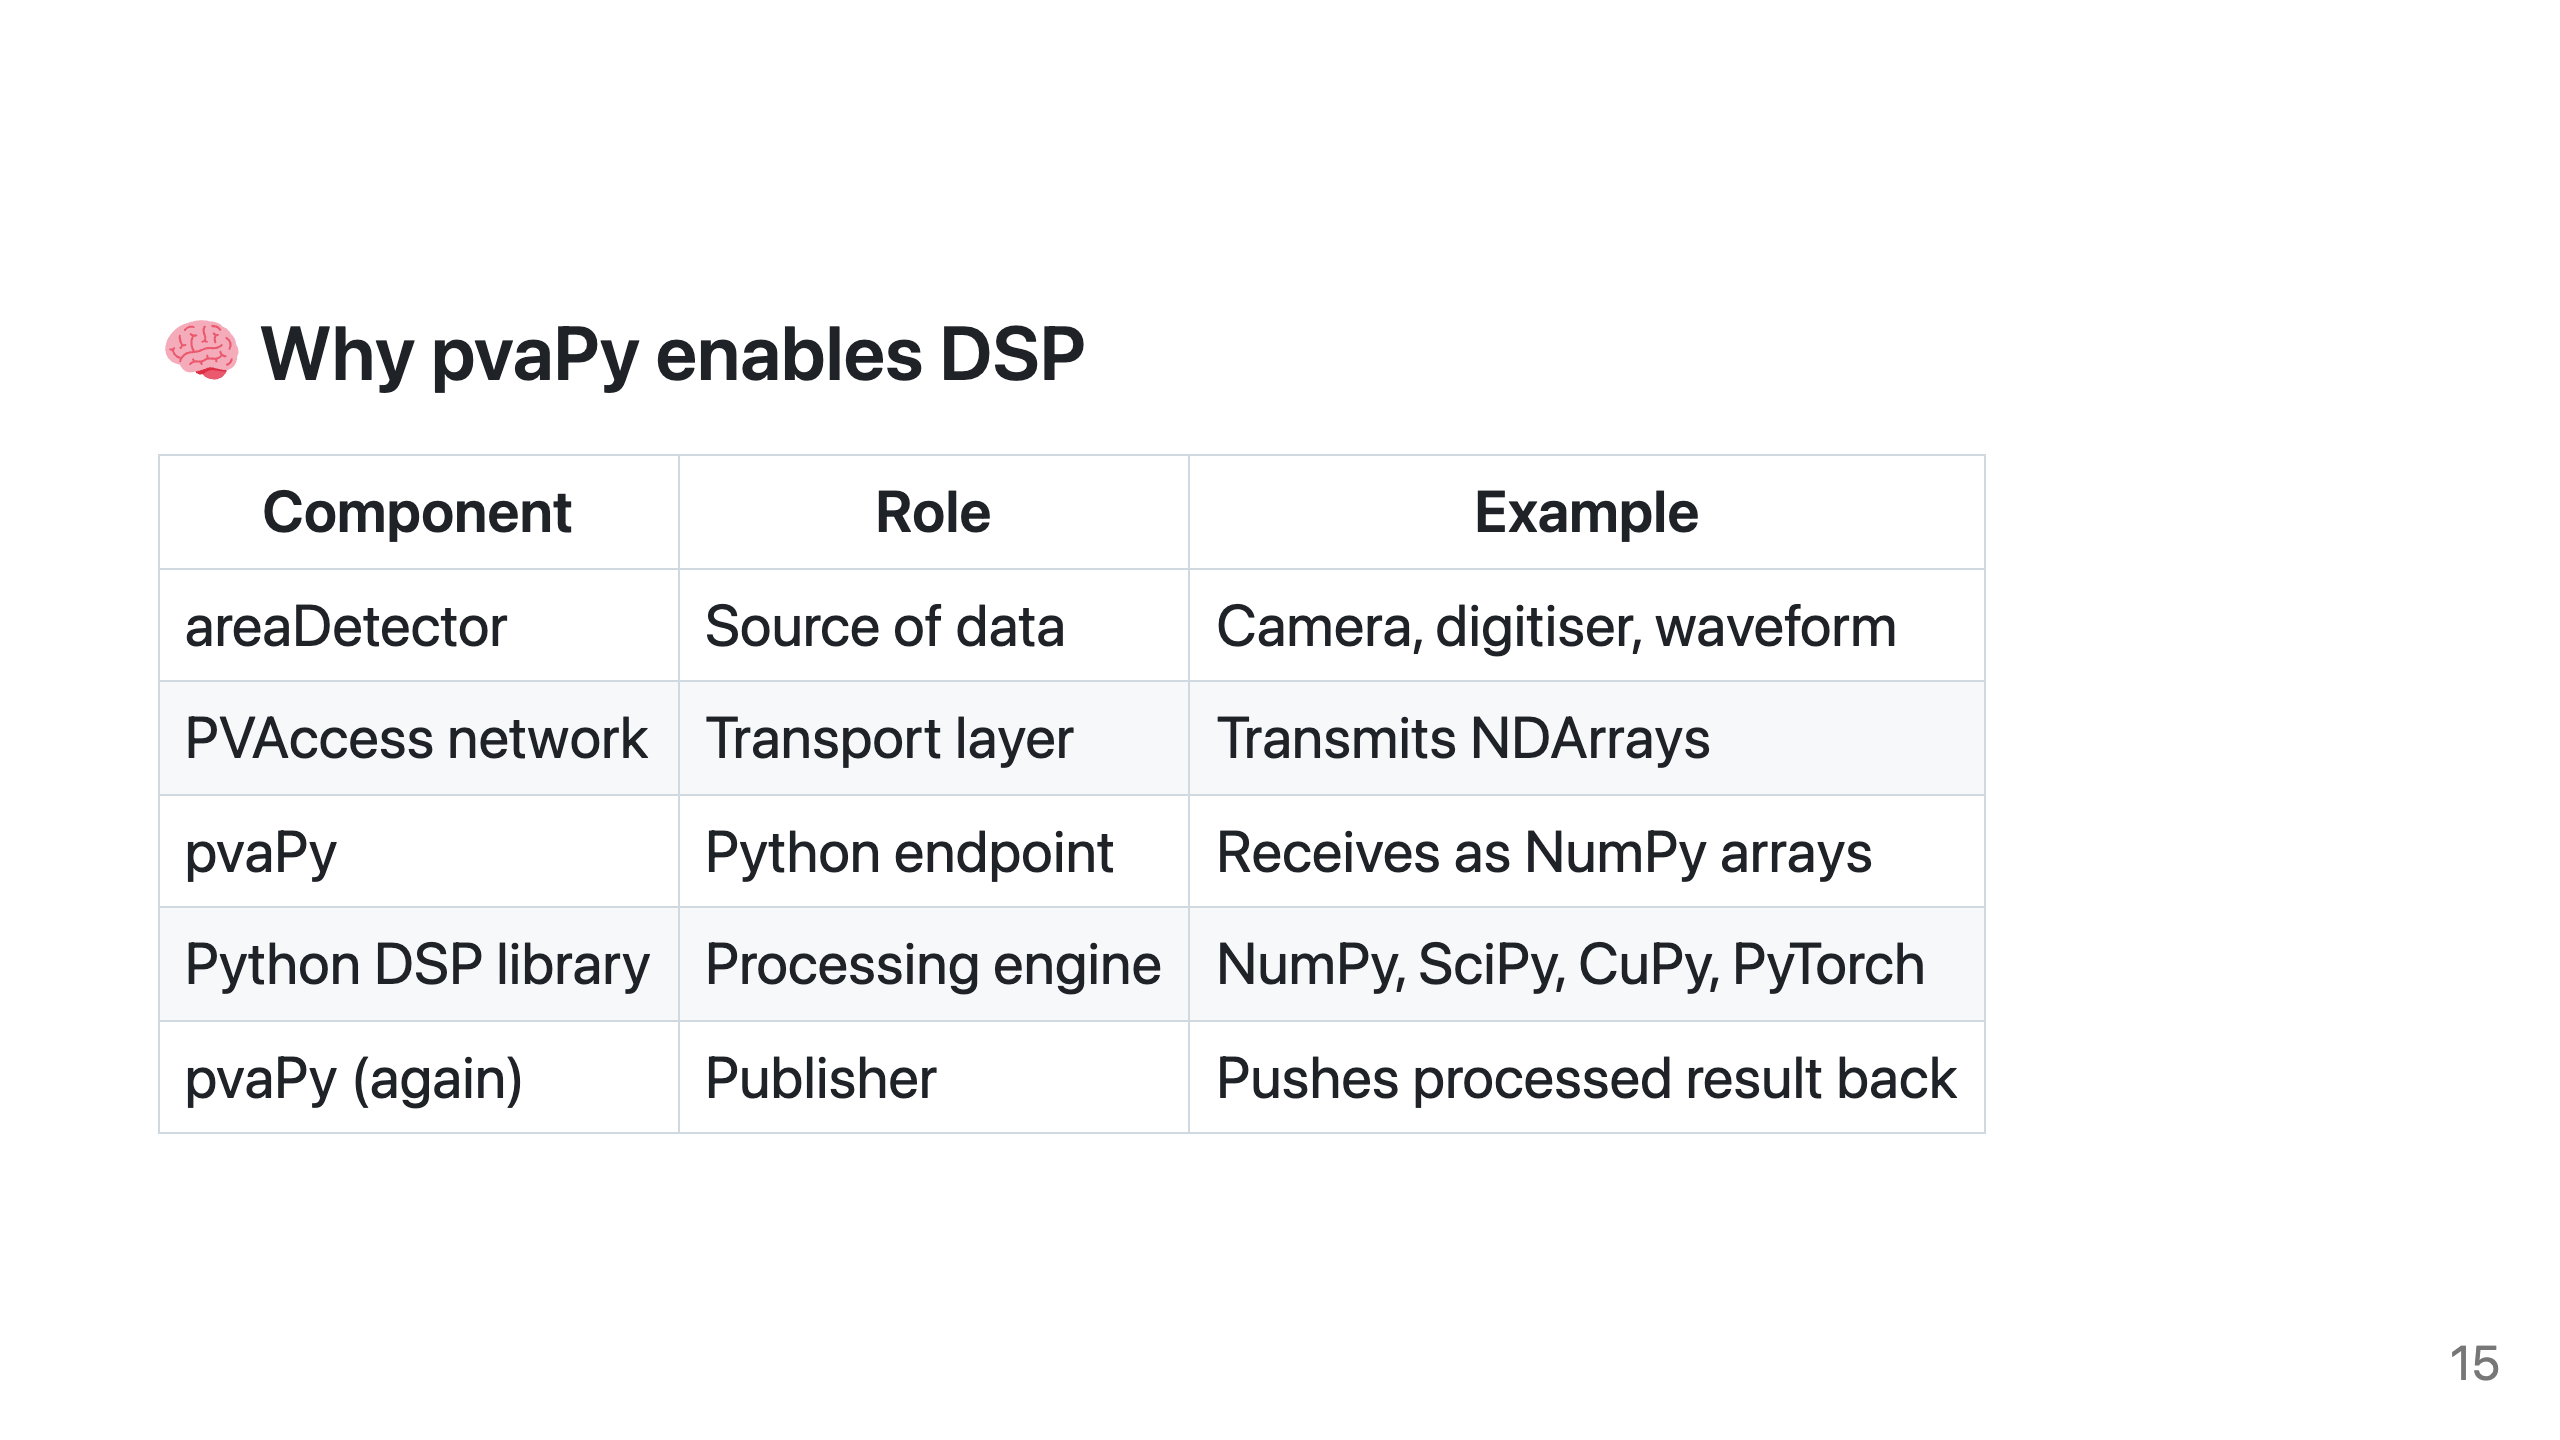 🧠 Why pvaPy enables DSP
Component Role Example
areaDetector Source of data Camera, digitiser, waveform
PVAccess network Transport layer Transmits NDArrays
pvaPy Python endpoint Receives as NumPy arrays
Python DSP library Processing engine NumPy, SciPy, CuPy, PyTorch
pvaPy (again) Publisher Pushes processed result back
15